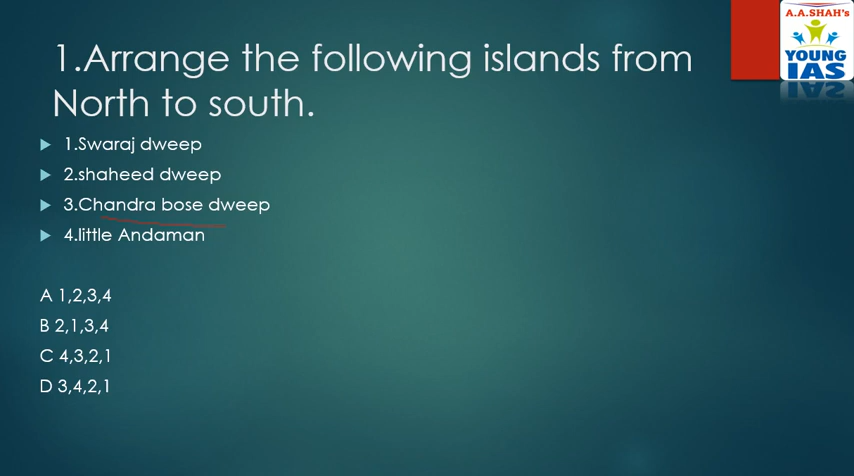 A.A.SHAH's
YOUNG
IAS
1.Arrange the following islands from
North to south.
1.Swaraj dweep
2.shaheed dweep
3.Chandra bose dweep
4.little Andaman
A 1,2,3,4
B 2,1,3,4
C 4,3,2,1
D 3,4,2,1